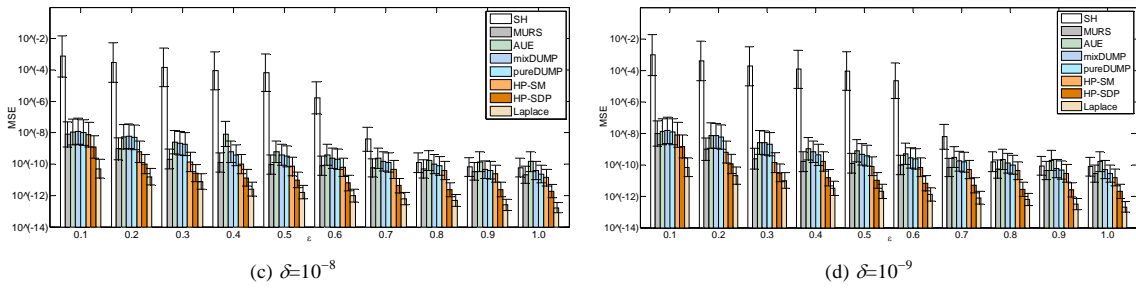 10^(-2)
10^(-4)
10^(-6)
10^(-8)
10^(-10)
10^(-12)
10^(-14)
MSE
SH
MURS
AUE
mixDUMP
pureDUMP
HP-SM
HP-SDP
Laplace
0.1 0.2 0.3 0.4 0.5 0.6 0.7 0.8 0.9 1.0
ε
(c) δ=10⁻⁸
10^(-2)
10^(-4)
10^(-6)
10^(-8)
10^(-10)
10^(-12)
10^(-14)
MSE
SH
MURS
AUE
mixDUMP
pureDUMP
HP-SM
HP-SDP
Laplace
0.1 0.2 0.3 0.4 0.5 0.6 0.7 0.8 0.9 1.0
ε
(d) δ=10⁻⁹